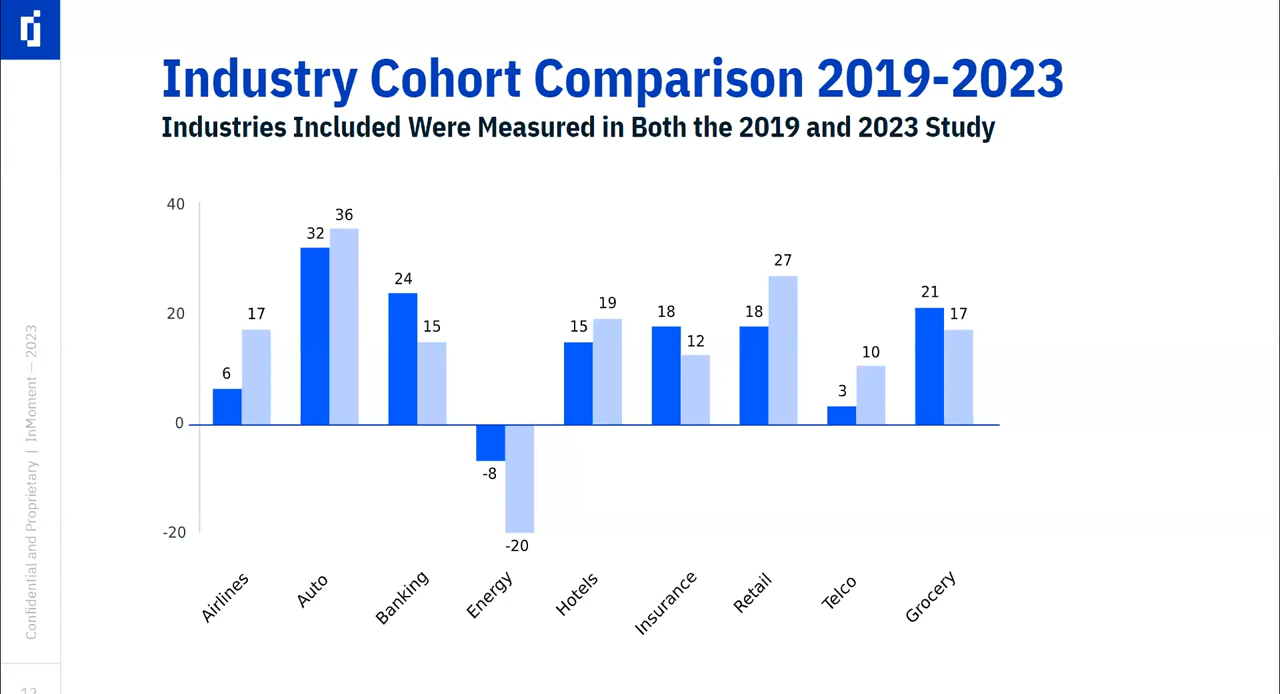 Industry Cohort Comparison 2019-2023
Industries Included Were Measured in Both the 2019 and 2023 Study
40
20
0
-20
6
17
32
36
24
15
-8
-20
15
19
18
12
18
27
3
10
21
17
Airlines
Auto
Banking
Energy
Hotels
Insurance
Retail
Telco
Grocery
Confidential and Proprietary | InMoment — 2023